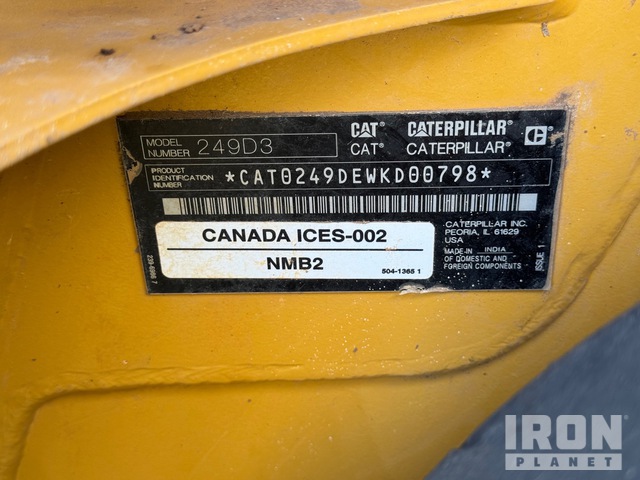 MODEL NUMBER 249D3
CAT® CATERPILLAR®
CAT® CATERPILLAR®
PRODUCT IDENTIFICATION NUMBER *CAT0249DEWKD00798*
CANADA ICES-002
NMB2
504-1365 1
CATERPILLAR INC.
PEORIA, IL 61629
USA
MADE IN INDIA
OF DOMESTIC AND
FOREIGN COMPONENTS
ISSUE 1
IRON
PLANET